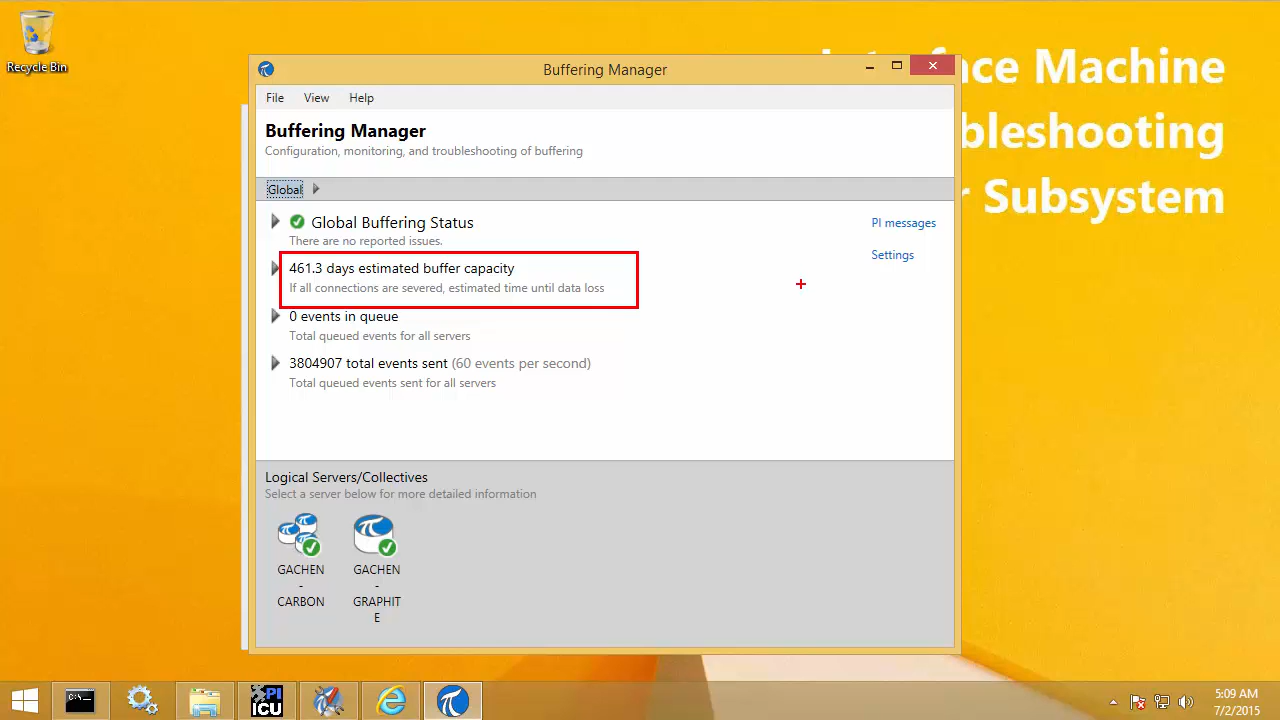 Recycle Bin
Interface Machine
bleshooting
Subsystem
Buffering Manager
File View Help
Buffering Manager
Configuration, monitoring, and troubleshooting of buffering
Global
Global Buffering Status
There are no reported issues.
PI messages
Settings
461.3 days estimated buffer capacity
If all connections are severed, estimated time until data loss
0 events in queue
Total queued events for all servers
3804907 total events sent (60 events per second)
Total queued events sent for all servers
Logical Servers/Collectives
Select a server below for more detailed information
GACHEN
-
CARBON
GACHEN
-
GRAPHIT
E
PI
ICU
5:09 AM
7/2/2015